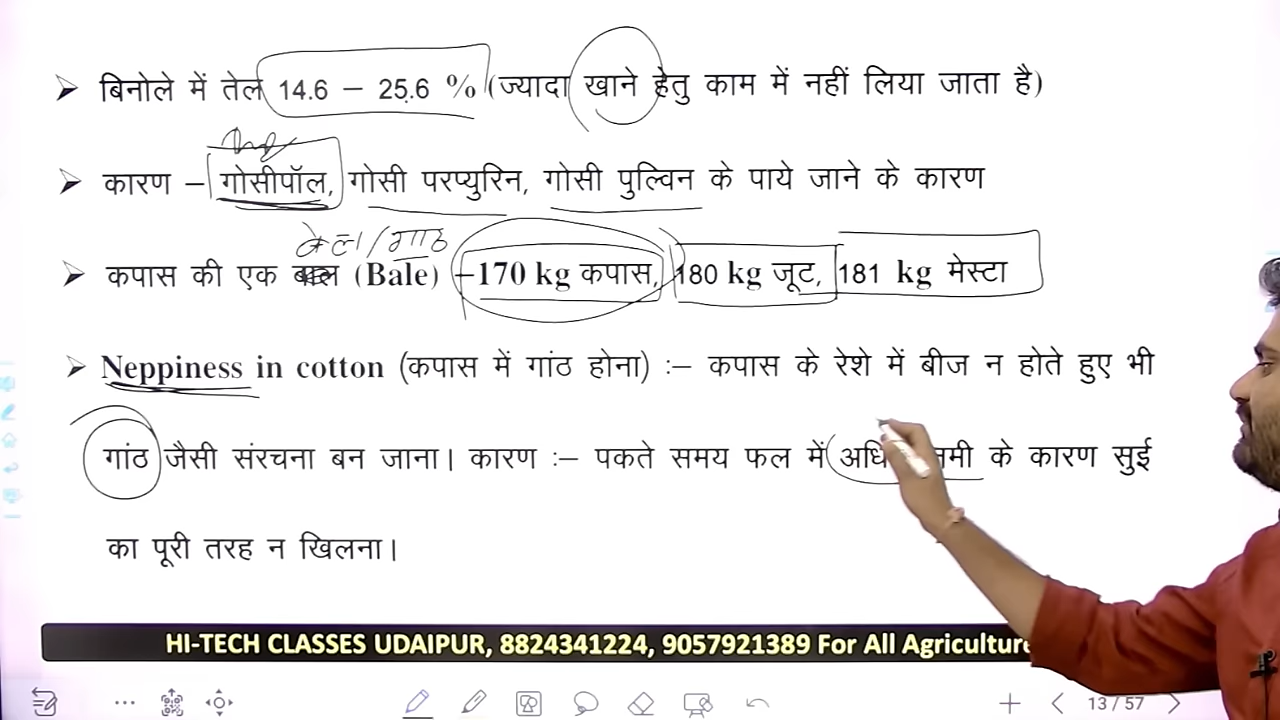 ➤ बिनोले में तेल 14.6 – 25.6 % (ज्यादा खाने हेतु काम में नहीं लिया जाता है)
➤ कारण – गोसीपॉल, गोसी परप्युरिन, गोसी पुल्विन के पाये जाने के कारण
बेल/गांठ
➤ कपास की एक (Bale) –170 kg कपास, 180 kg जूट, 181 kg मेस्टा
➤ Neppiness in cotton (कपास में गांठ होना) :– कपास के रेशे में बीज न होते हुए भी
गांठ जैसी संरचना बन जाना। कारण :– पकते समय फल में के कारण सुई
का पूरी तरह न खिलना।
HI-TECH CLASSES UDAIPUR, 8824341224, 9057921389 For All Agriculture
13 / 57